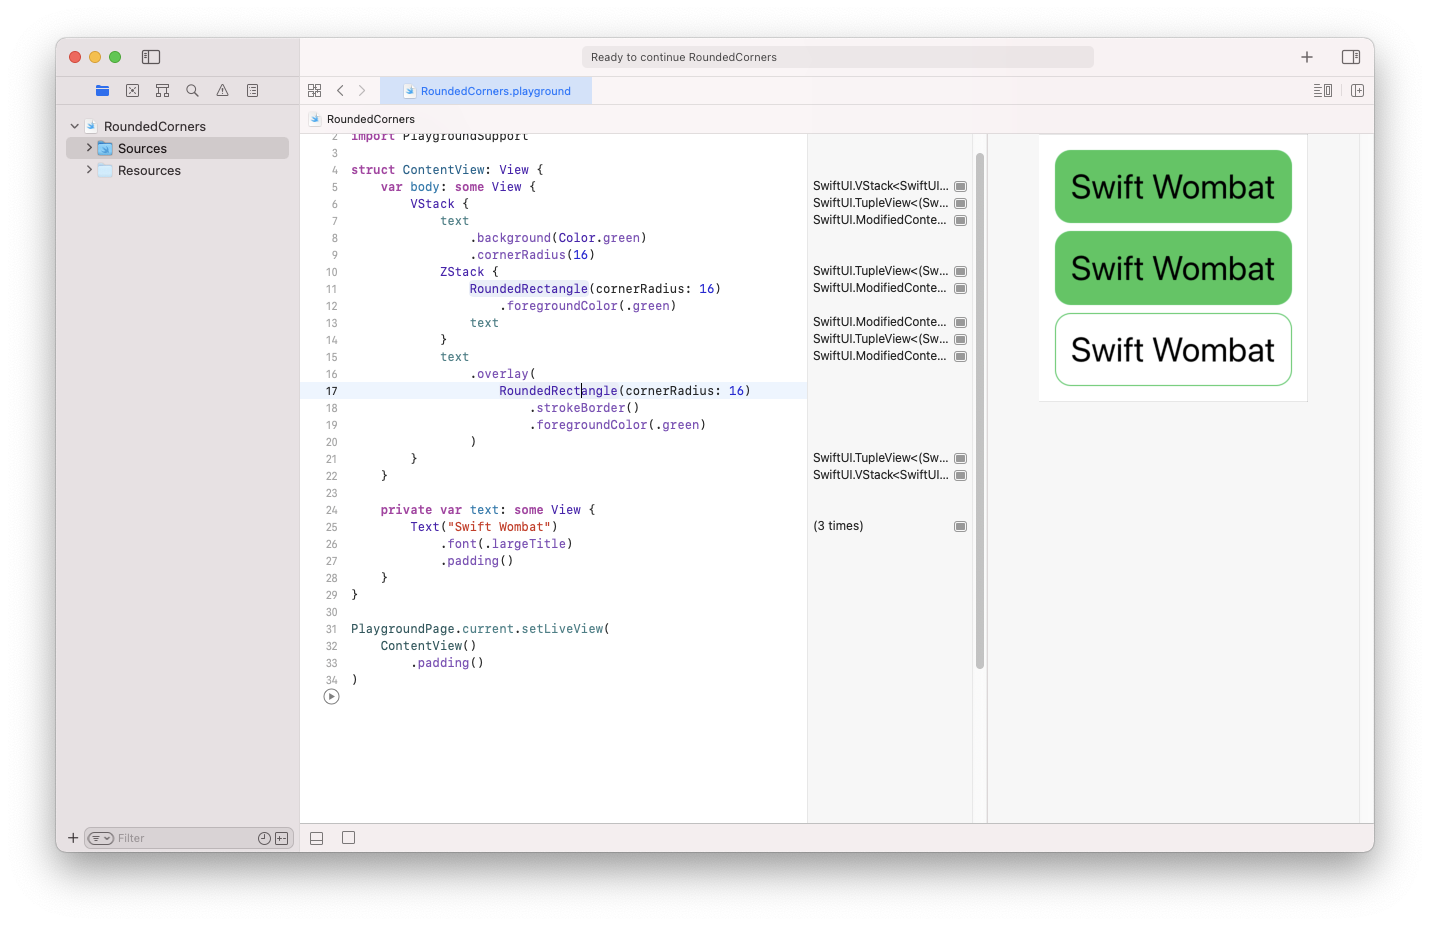 Ready to continue RoundedCorners
RoundedCorners.playground
RoundedCorners
Sources
Resources
Filter
RoundedCorners
2 import PlaygroundSupport
3
4 struct ContentView: View {
5     var body: some View {
6         VStack {
7             text
8                 .background(Color.green)
9                 .cornerRadius(16)
10             ZStack {
11                 RoundedRectangle(cornerRadius: 16)
12                     .foregroundColor(.green)
13                 text
14             }
15             text
16                 .overlay(
17                     RoundedRectangle(cornerRadius: 16)
18                         .strokeBorder()
19                         .foregroundColor(.green)
20                 )
21         }
22     }
23
24     private var text: some View {
25         Text("Swift Wombat")
26             .font(.largeTitle)
27             .padding()
28     }
29 }
30
31 PlaygroundPage.current.setLiveView(
32     ContentView()
33         .padding()
34 )
SwiftUI.VStack<SwiftUI...
SwiftUI.TupleView<(Sw...
SwiftUI.ModifiedConte...
SwiftUI.TupleView<(Sw...
SwiftUI.ModifiedConte...
SwiftUI.ModifiedConte...
SwiftUI.TupleView<(Sw...
SwiftUI.ModifiedConte...
SwiftUI.TupleView<(Sw...
SwiftUI.VStack<SwiftUI...
(3 times)
Swift Wombat
Swift Wombat
Swift Wombat